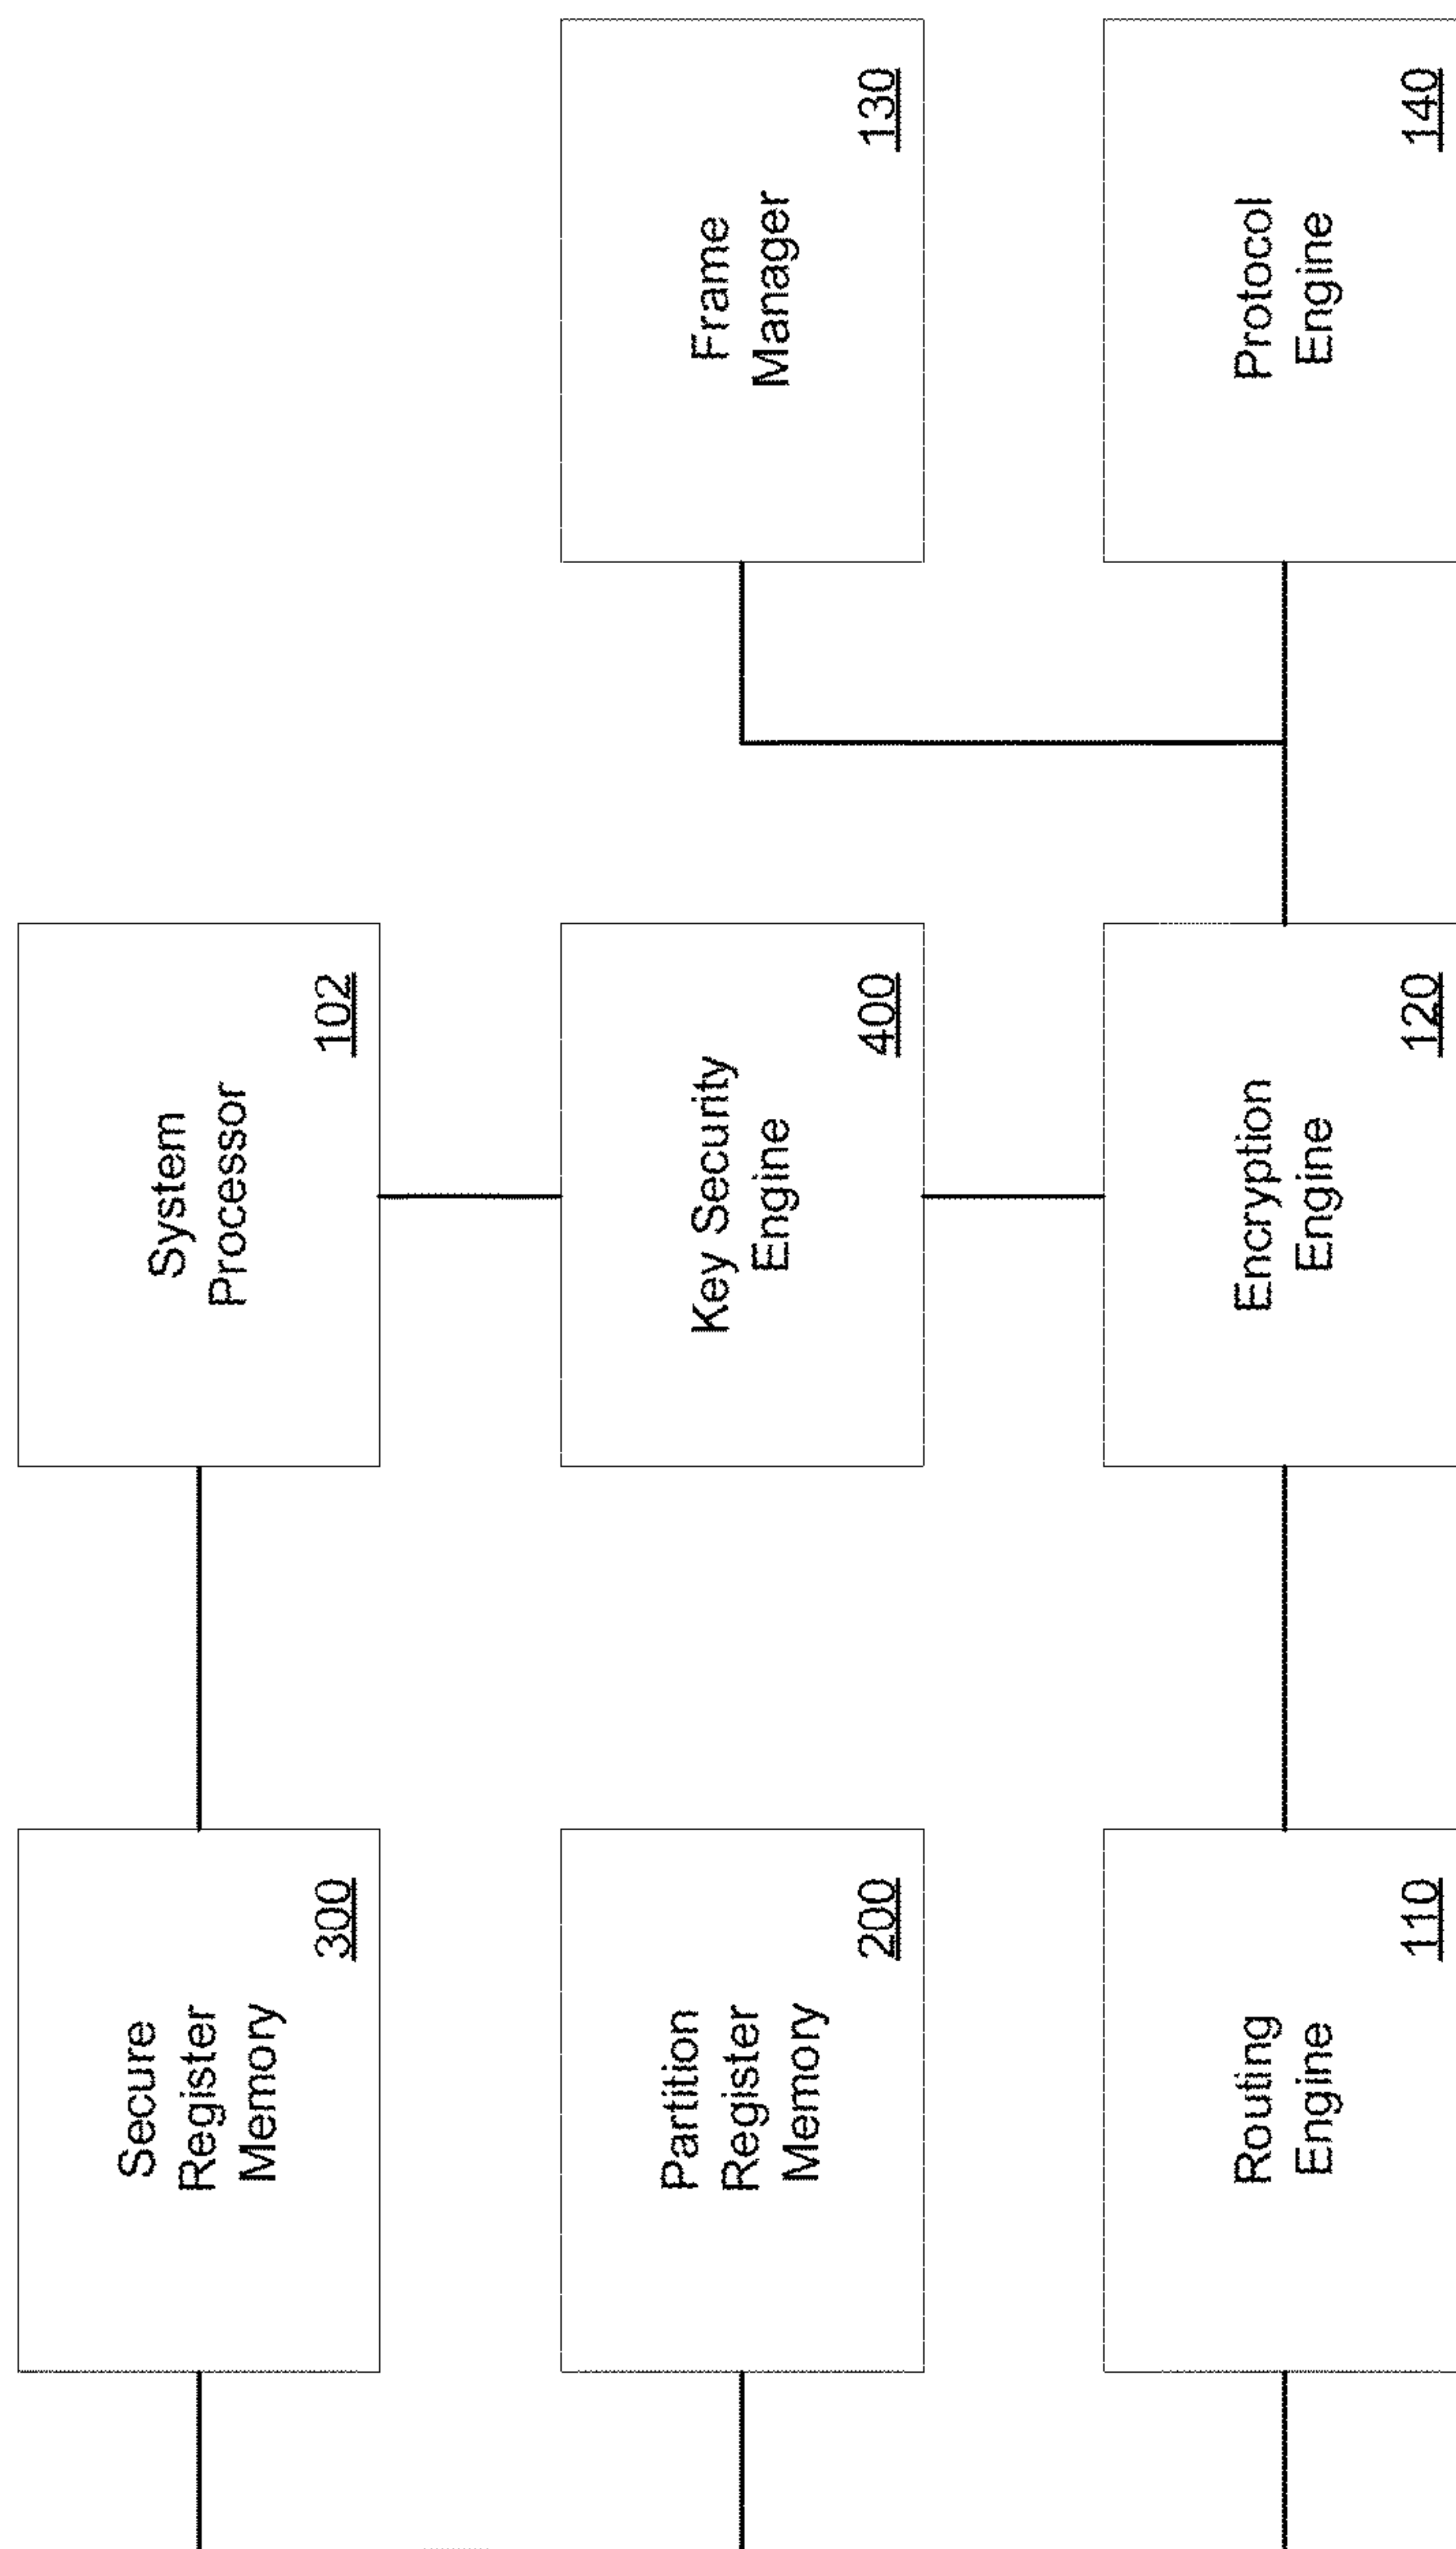 Secure
Register
Memory
300
System
Processor
102
Partition
Register
Memory
200
Key Security
Engine
400
Frame
Manager
130
Routing
Engine
110
Encryption
Engine
120
Protocol
Engine
140